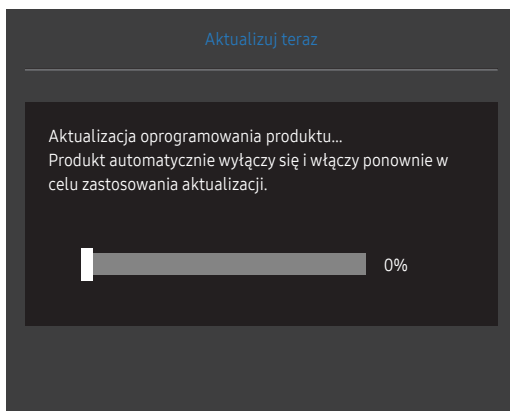 Aktualizuj teraz
Aktualizacja oprogramowania produktu...
Produkt automatycznie wyłączy się i włączy ponownie w
celu zastosowania aktualizacji.
0%